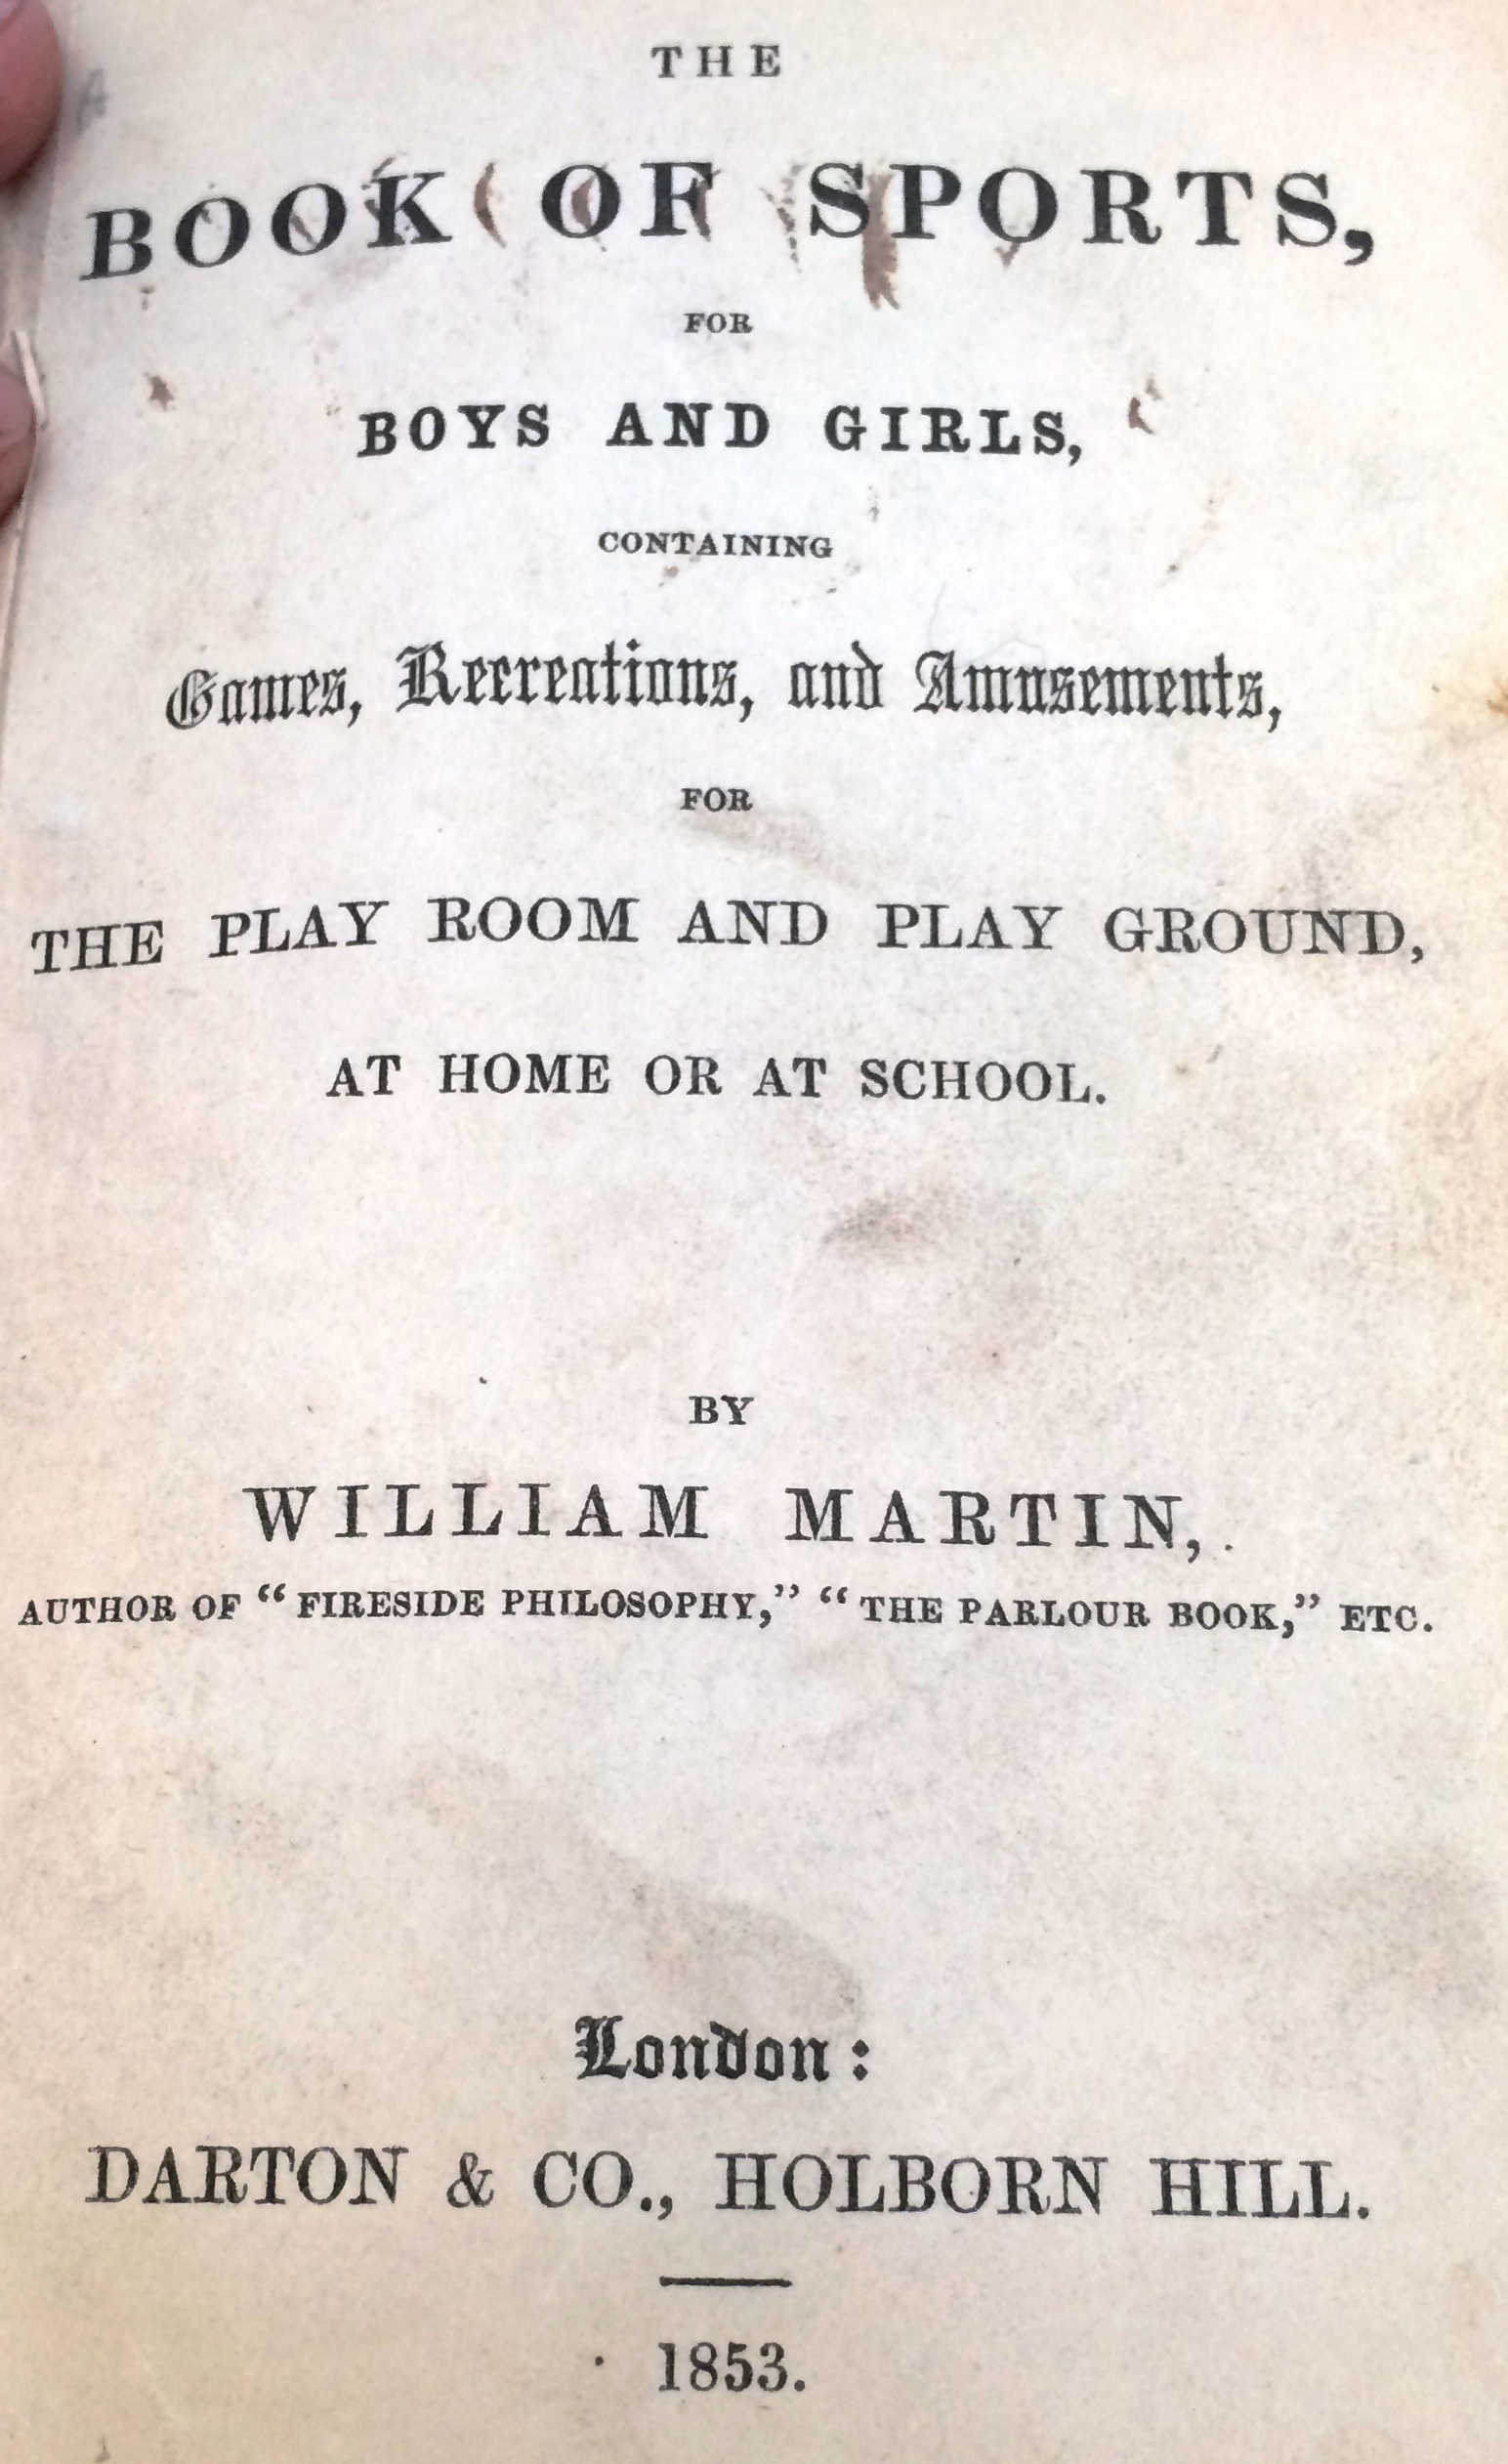 THE
BOOK OF SPORTS,
FOR
BOYS AND GIRLS,
CONTAINING
Games, Recreations, and Amusements,
FOR
THE PLAY ROOM AND PLAY GROUND,
AT HOME OR AT SCHOOL.
BY
WILLIAM MARTIN,
AUTHOR OF “FIRESIDE PHILOSOPHY,” “THE PARLOUR BOOK,” ETC.
London:
DARTON & CO., HOLBORN HILL.
1853.